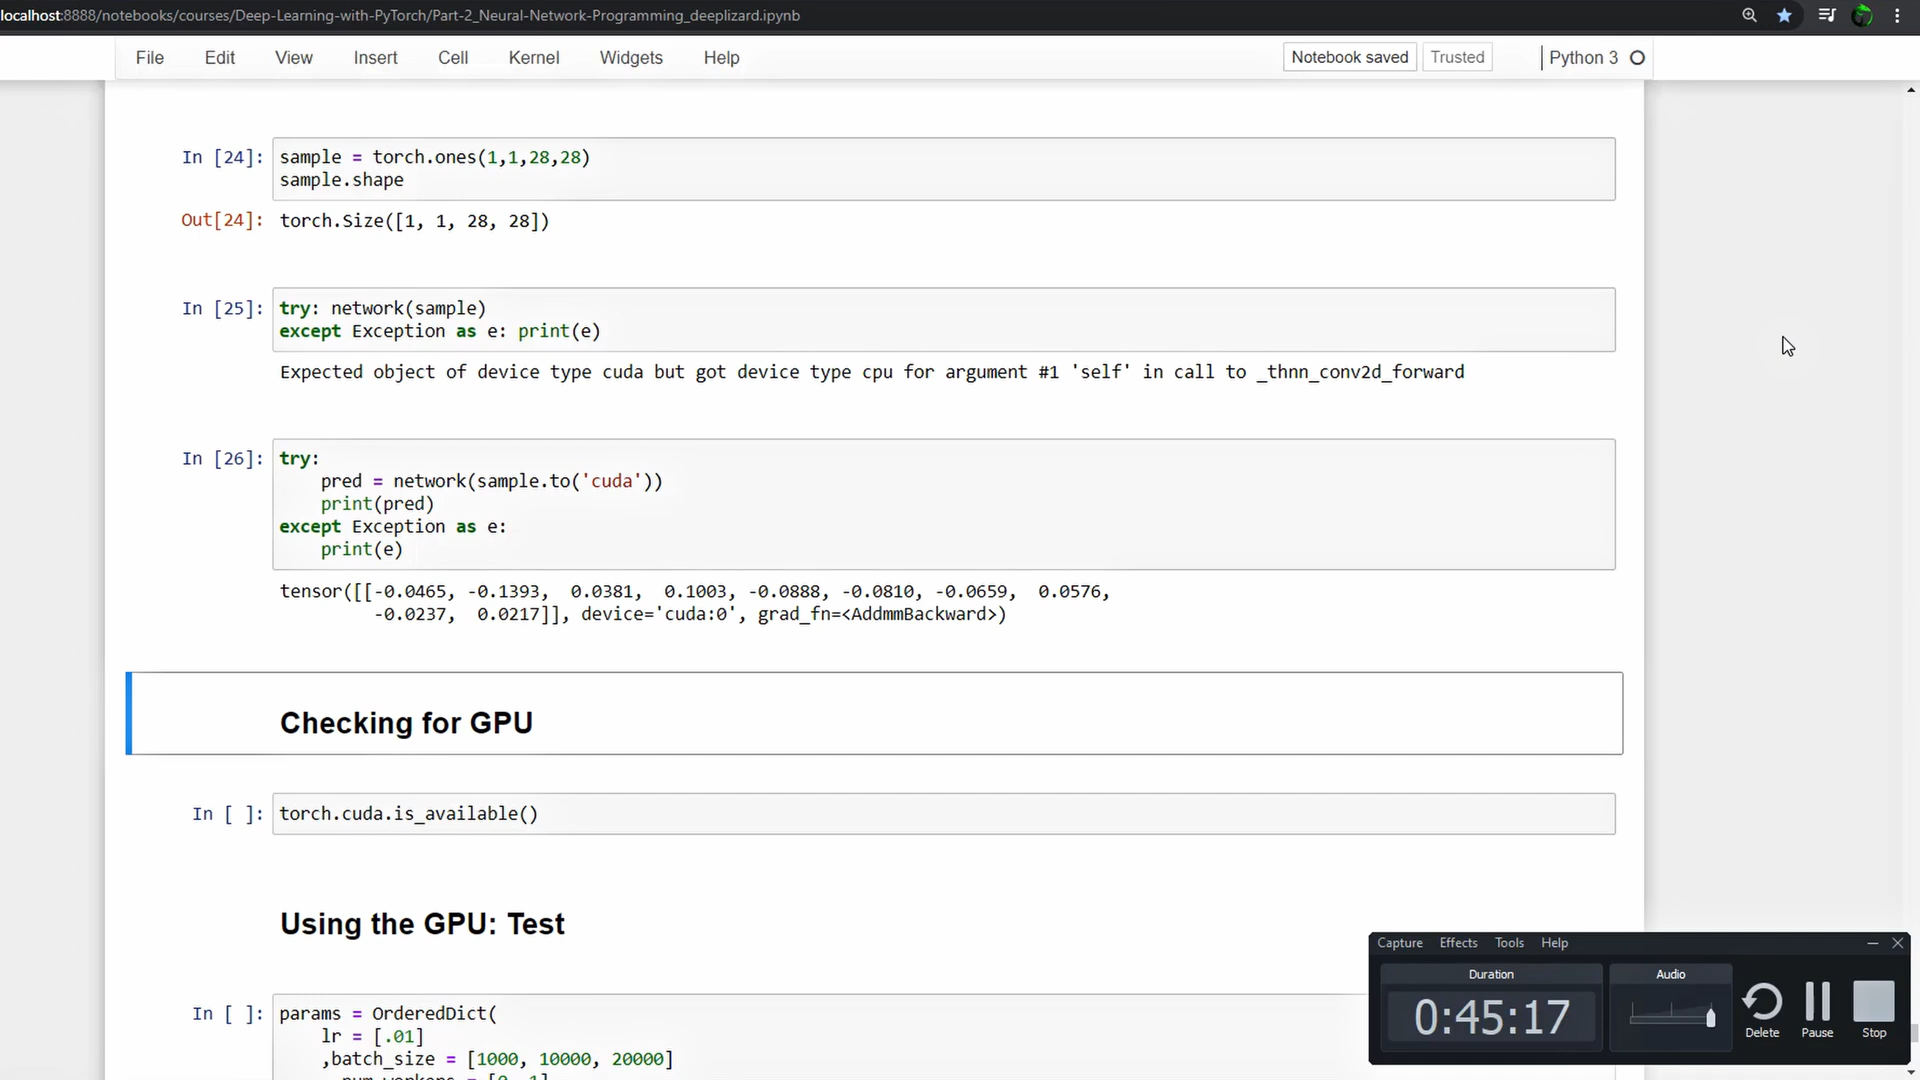 localhost:8888/notebooks/courses/Deep-Learning-with-PyTorch/Part-2_Neural-Network-Programming_deeplizard.ipynb
File Edit View Insert Cell Kernel Widgets Help Notebook saved Trusted Python 3
In [24]: sample = torch.ones(1,1,28,28)
sample.shape
Out[24]: torch.Size([1, 1, 28, 28])
In [25]: try: network(sample)
except Exception as e: print(e)
Expected object of device type cuda but got device type cpu for argument #1 'self' in call to _thnn_conv2d_forward
In [26]: try:
    pred = network(sample.to('cuda'))
    print(pred)
except Exception as e:
    print(e)
tensor([[-0.0465, -0.1393,  0.0381,  0.1003, -0.0888, -0.0810, -0.0659,  0.0576,
         -0.0237,  0.0217]], device='cuda:0', grad_fn=<AddmmBackward>)
Checking for GPU
In [ ]: torch.cuda.is_available()
Using the GPU: Test
In [ ]: params = OrderedDict(
    lr = [.01]
    ,batch_size = [1000, 10000, 20000]
    ,num_workers = [0, 1]
Capture Effects Tools Help
Duration Audio
0:45:17
Delete Pause Stop